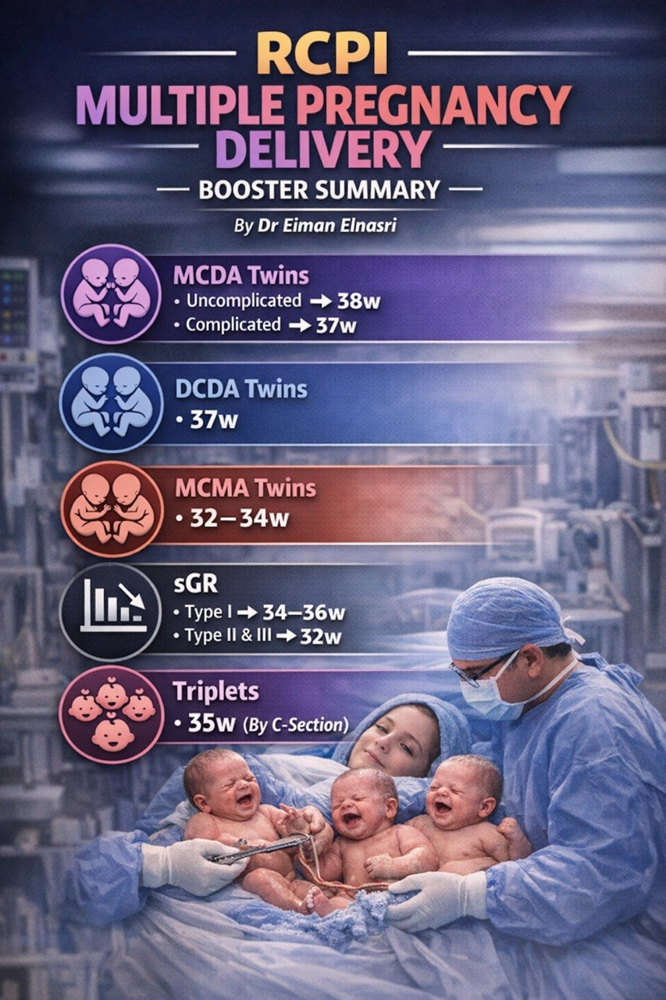 RCPI
MULTIPLE PREGNANCY
DELIVERY
BOOSTER SUMMARY
By Dr Eiman Elnasri
MCDA Twins
• Uncomplicated → 38w
• Complicated → 37w
DCDA Twins
• 37w
MCMA Twins
• 32–34w
sGR
• Type I → 34–36w
• Type II & III → 32w
Triplets
• 35w (By C-Section)